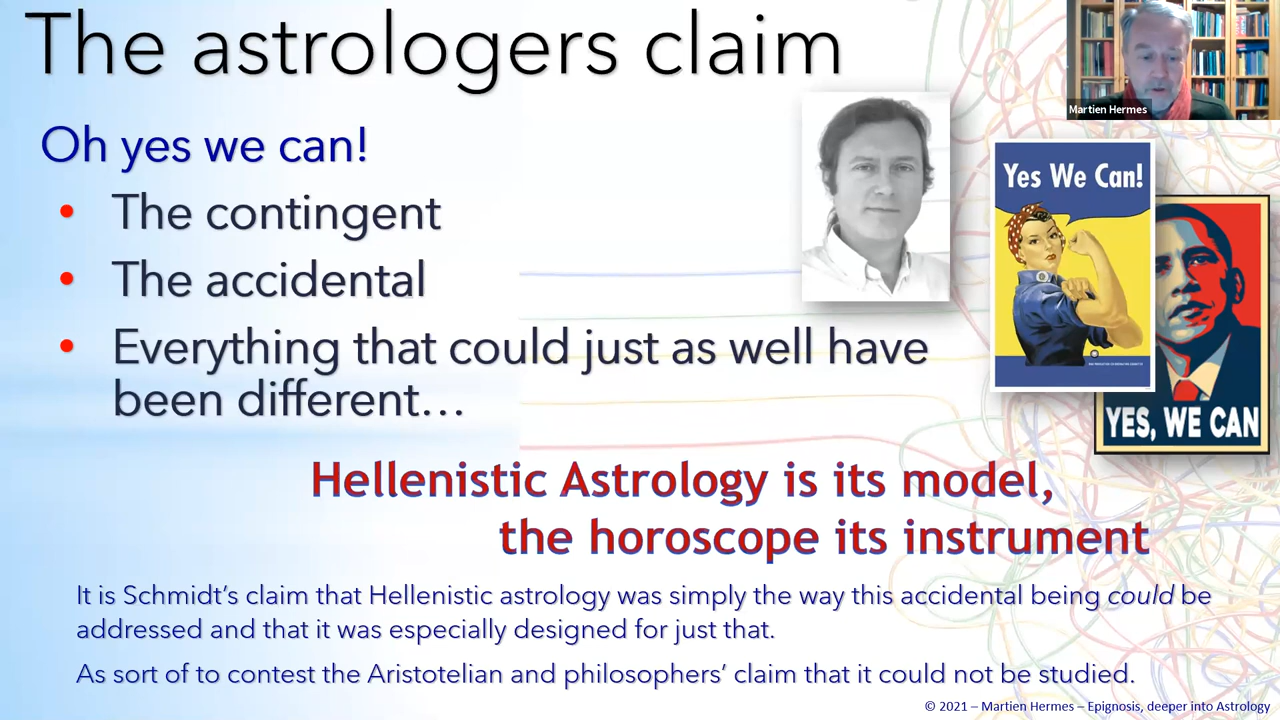 The astrologers claim
Martien Hermes
Oh yes we can!
• The contingent
• The accidental
• Everything that could just as well have
been different…
Yes We Can!
YES, WE CAN
Hellenistic Astrology is its model,
the horoscope its instrument
It is Schmidt's claim that Hellenistic astrology was simply the way this accidental being could be
addressed and that it was especially designed for just that.
As sort of to contest the Aristotelian and philosophers' claim that it could not be studied.
© 2021 – Martien Hermes – Epignosis, deeper into Astrology